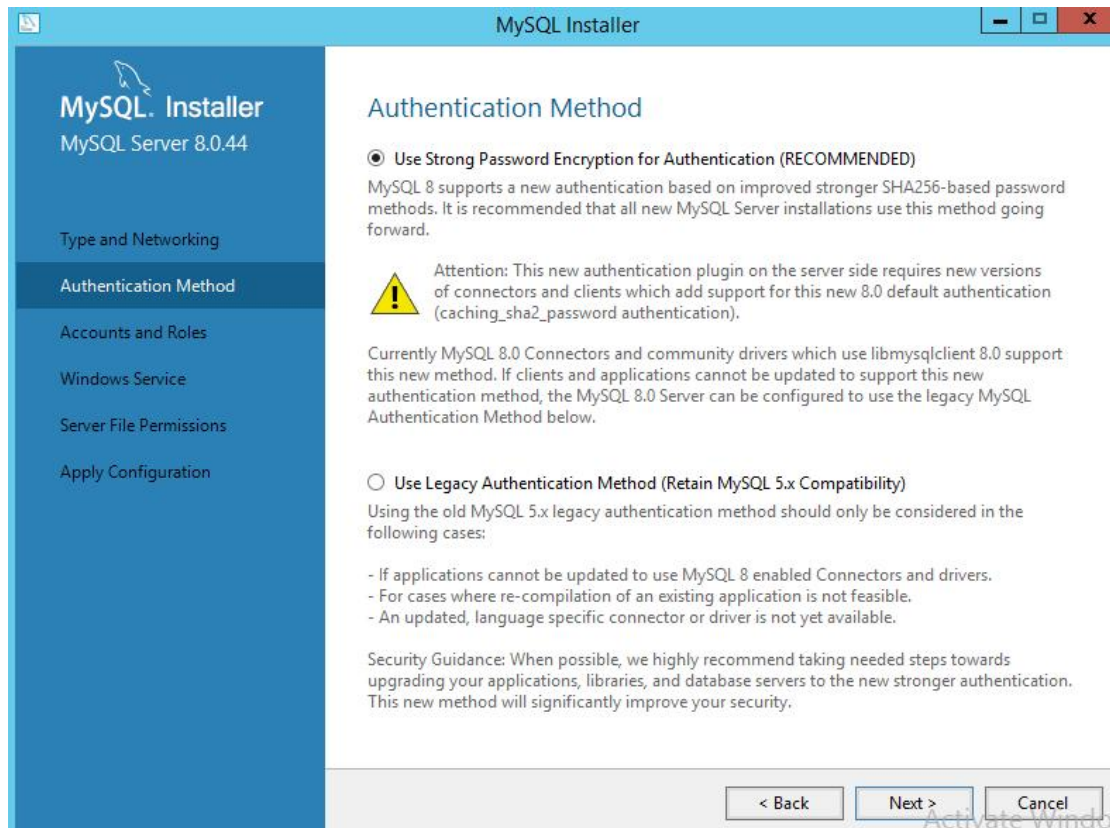 MySQL Installer
MySQL. Installer
MySQL Server 8.0.44
Type and Networking
Authentication Method
Accounts and Roles
Windows Service
Server File Permissions
Apply Configuration
Authentication Method
Use Strong Password Encryption for Authentication (RECOMMENDED)
MySQL 8 supports a new authentication based on improved stronger SHA256-based password
methods. It is recommended that all new MySQL Server installations use this method going
forward.
Attention: This new authentication plugin on the server side requires new versions
of connectors and clients which add support for this new 8.0 default authentication
(caching_sha2_password authentication).
Currently MySQL 8.0 Connectors and community drivers which use libmysqlclient 8.0 support
this new method. If clients and applications cannot be updated to support this new
authentication method, the MySQL 8.0 Server can be configured to use the legacy MySQL
Authentication Method below.
Use Legacy Authentication Method (Retain MySQL 5.x Compatibility)
Using the old MySQL 5.x legacy authentication method should only be considered in the
following cases:
- If applications cannot be updated to use MySQL 8 enabled Connectors and drivers.
- For cases where re-compilation of an existing application is not feasible.
- An updated, language specific connector or driver is not yet available.
Security Guidance: When possible, we highly recommend taking needed steps towards
upgrading your applications, libraries, and database servers to the new stronger authentication.
This new method will significantly improve your security.
< Back
Next >
Cancel
Activate Windo